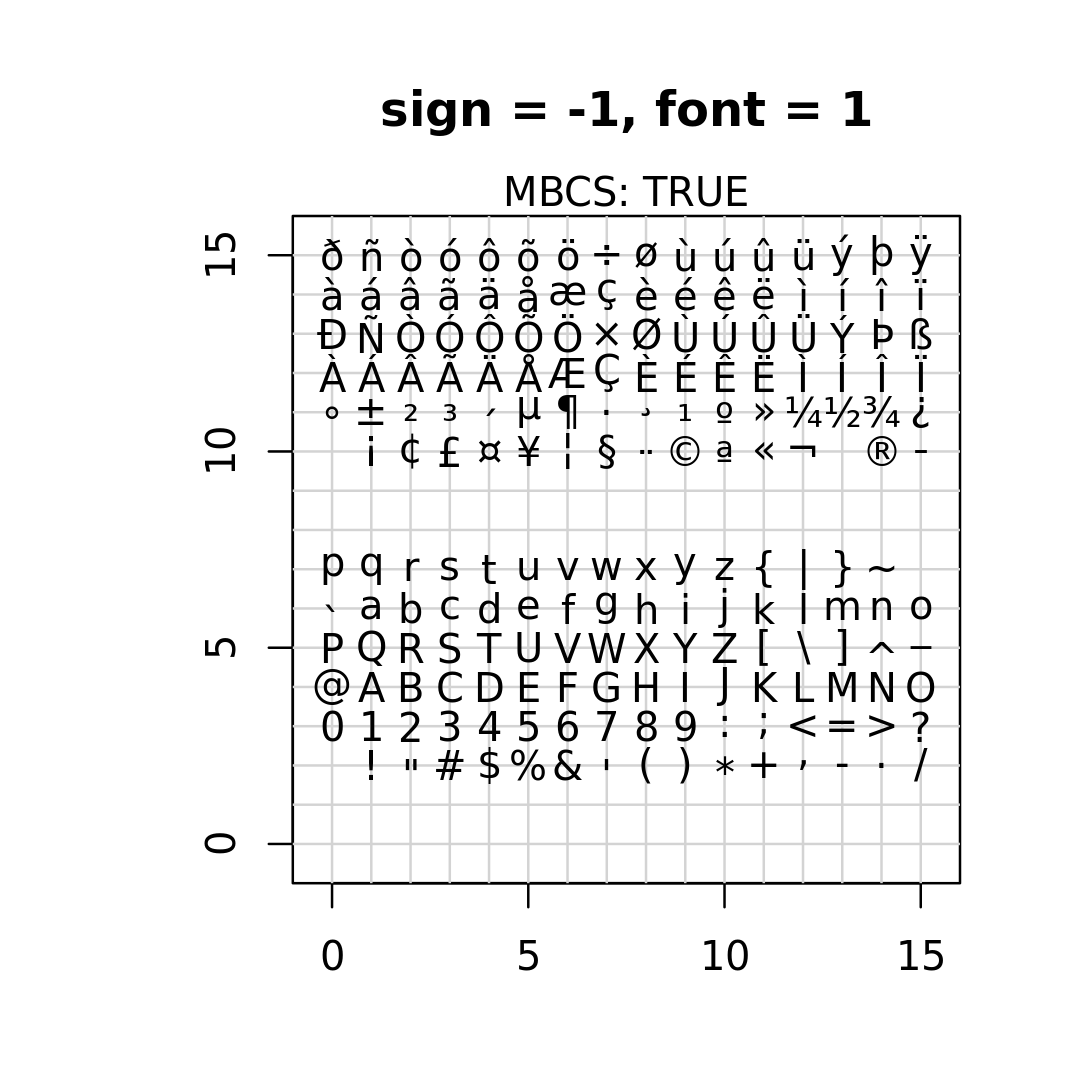 sign = -1, font = 1
MBCS: TRUE
15
ð ñ ò ó ô õ ö ÷ ø ù ú û ü ý þ ÿ
à á â ã ä å æ ç è é ê ë ì í î ï
Ð Ñ Ò Ó Ô Õ Ö × Ø Ù Ú Û Ü Ý Þ ß
À Á Â Ã Ä Å Æ Ç È É Ê Ë Ì Í Î Ï
° ± ² ³ ´ µ ¶ · ¸ ¹ º » ¼ ½ ¾ ¿
10
¡ ¢ £ ¤ ¥ ¦ § ¨ © ª « ¬ ® -
p q r s t u v w x y z { | } ~
` a b c d e f g h i j k l m n o
5
P Q R S T U V W X Y Z [ \ ] ^ _
@ A B C D E F G H I J K L M N O
0 1 2 3 4 5 6 7 8 9 : ; < = > ?
! " # $ % & ' ( ) * + , - . /
0
0 5 10 15